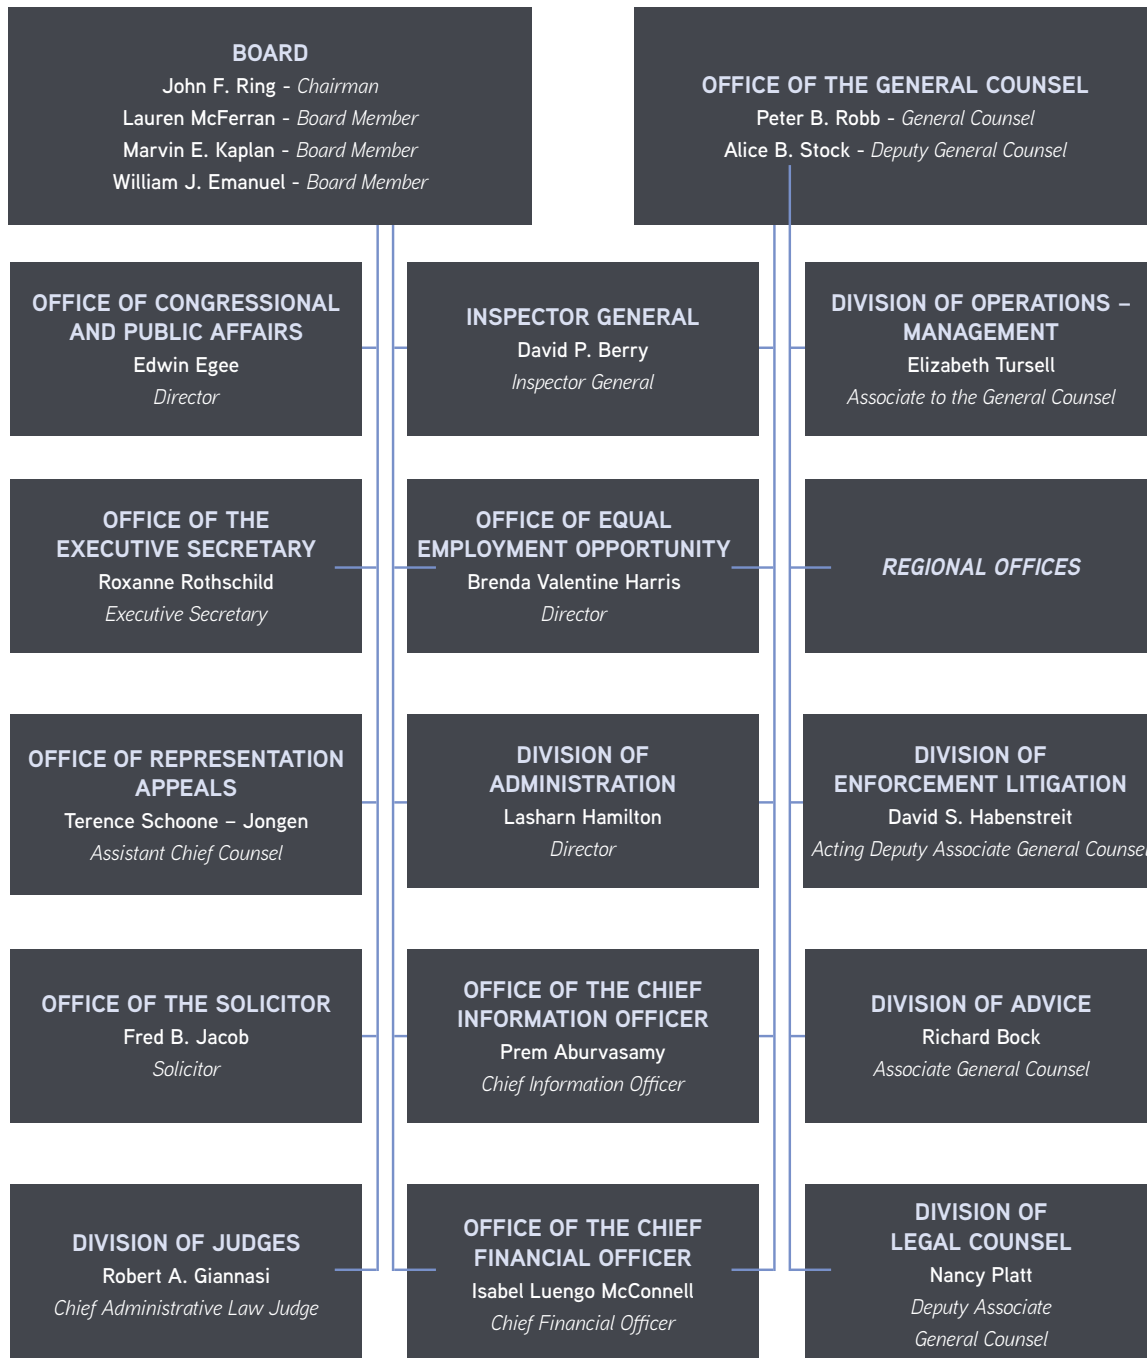 BOARD
John F. Ring - Chairman
Lauren McFerran - Board Member
Marvin E. Kaplan - Board Member
William J. Emanuel - Board Member
OFFICE OF THE GENERAL COUNSEL
Peter B. Robb - General Counsel
Alice B. Stock - Deputy General Counsel
OFFICE OF CONGRESSIONAL
AND PUBLIC AFFAIRS
Edwin Egee
Director
INSPECTOR GENERAL
David P. Berry
Inspector General
DIVISION OF OPERATIONS –
MANAGEMENT
Elizabeth Tursell
Associate to the General Counsel
OFFICE OF THE
EXECUTIVE SECRETARY
Roxanne Rothschild
Executive Secretary
OFFICE OF EQUAL
EMPLOYMENT OPPORTUNITY
Brenda Valentine Harris
Director
REGIONAL OFFICES
OFFICE OF REPRESENTATION
APPEALS
Terence Schoone – Jongen
Assistant Chief Counsel
DIVISION OF
ADMINISTRATION
Lasharn Hamilton
Director
DIVISION OF
ENFORCEMENT LITIGATION
David S. Habenstreit
Acting Deputy Associate General Counsel
OFFICE OF THE SOLICITOR
Fred B. Jacob
Solicitor
OFFICE OF THE CHIEF
INFORMATION OFFICER
Prem Aburvasamy
Chief Information Officer
DIVISION OF ADVICE
Richard Bock
Associate General Counsel
DIVISION OF JUDGES
Robert A. Giannasi
Chief Administrative Law Judge
OFFICE OF THE CHIEF
FINANCIAL OFFICER
Isabel Luengo McConnell
Chief Financial Officer
DIVISION OF
LEGAL COUNSEL
Nancy Platt
Deputy Associate
General Counsel